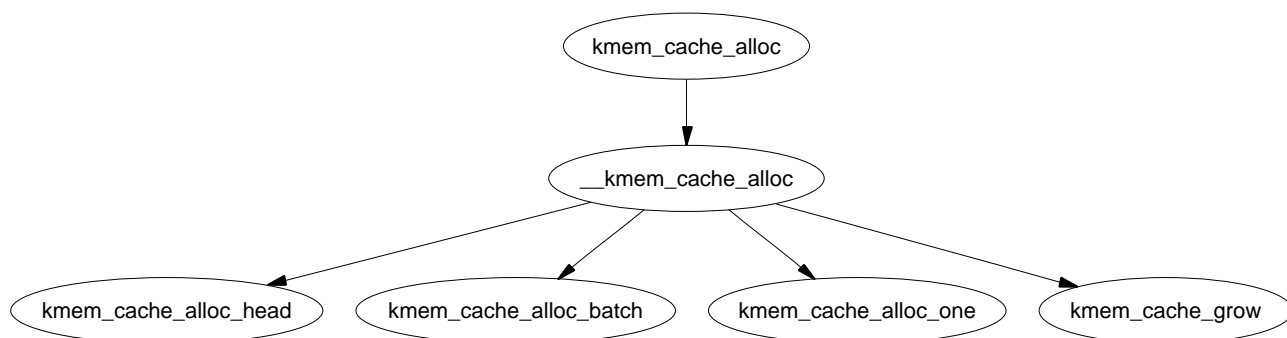 kmem_cache_alloc
__kmem_cache_alloc
kmem_cache_alloc_head
kmem_cache_alloc_batch
kmem_cache_alloc_one
kmem_cache_grow